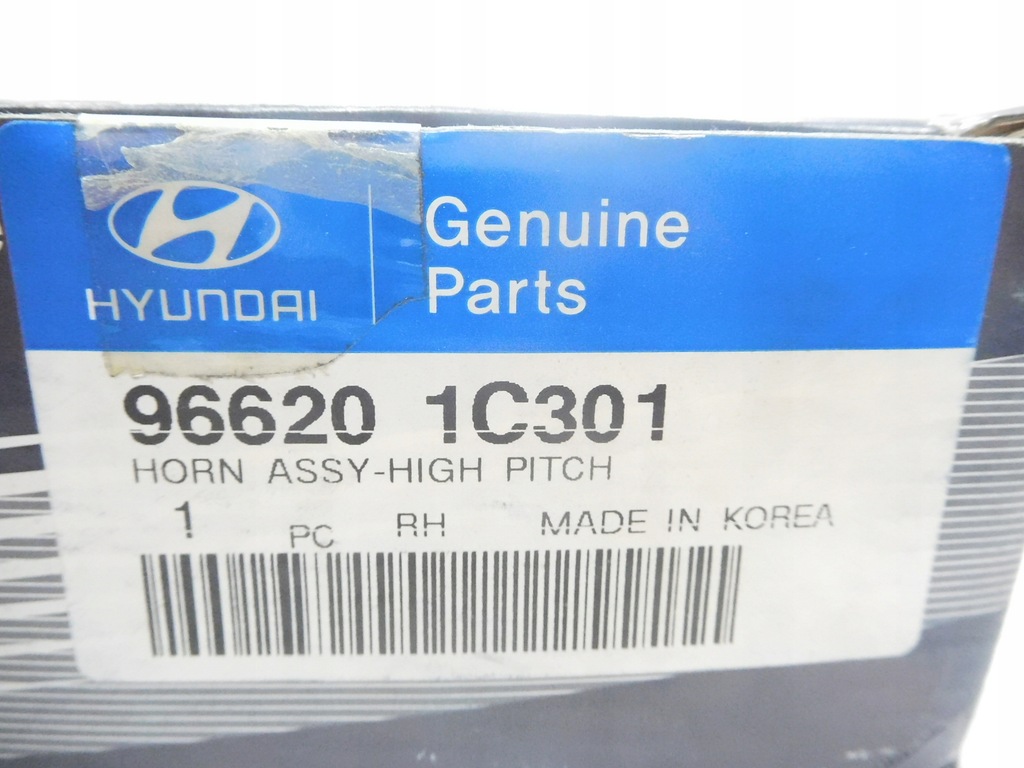 HYUNDAI
Genuine
Parts
96620 1C301
HORN ASSY-HIGH PITCH
1 PC RH MADE IN KOREA